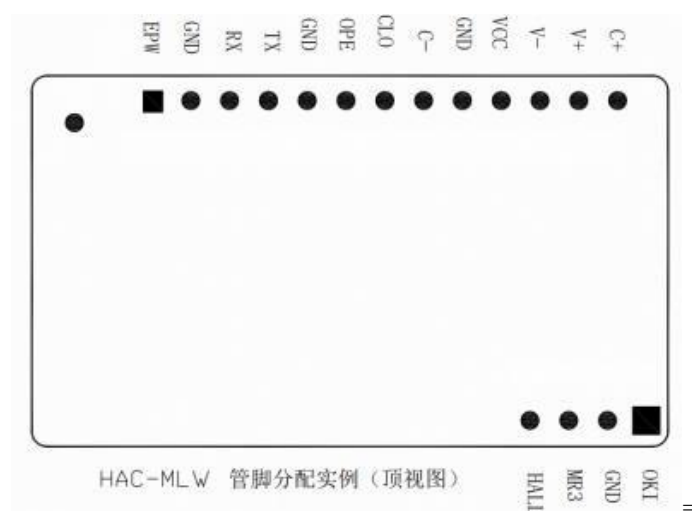 EPW GND RX TX GND OPE CLO C- GND VCC V- V+ C+
HAC-MLW 管脚分配实例（顶视图）
HALL MR3 GND OKI